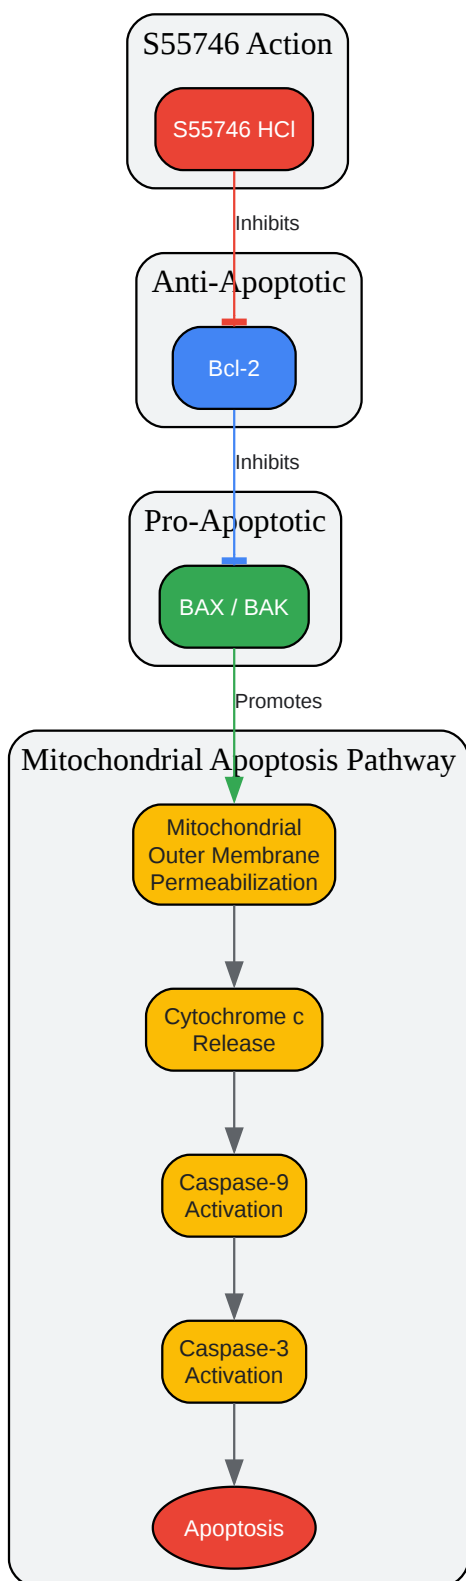 S55746 Action
S55746 HCl
Inhibits
Anti-Apoptotic
Bcl-2
Inhibits
Pro-Apoptotic
BAX / BAK
Promotes
Mitochondrial Apoptosis Pathway
Mitochondrial
Outer Membrane
Permeabilization
Cytochrome c
Release
Caspase-9
Activation
Caspase-3
Activation
Apoptosis